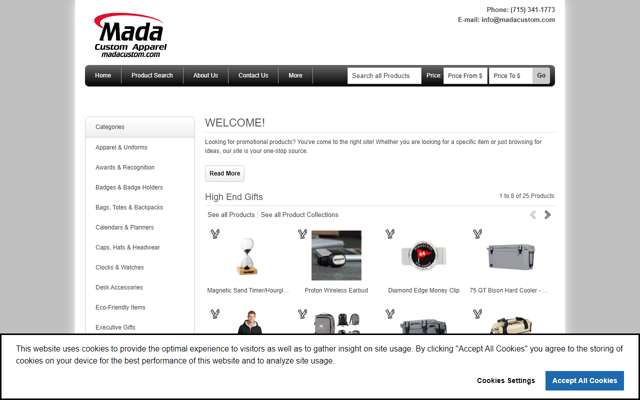 Mada
Custom Apparel
madacustom.com
Phone: (715) 341-1773
E-mail: info@madacustom.com
Home
Product Search
About Us
Contact Us
More
Search all Products
Price
Price From $
Price To $
Go
Categories
Apparel & Uniforms
Awards & Recognition
Badges & Badge Holders
Bags, Totes & Backpacks
Calendars & Planners
Caps, Hats & Headwear
Clocks & Watches
Desk Accessories
Eco-Friendly Items
Executive Gifts
WELCOME!
Looking for promotional products? You've come to the right site! Whether you are looking for a specific item or just browsing for
ideas, our site is your one-stop source.
Read More
High End Gifts
1 to 8 of 25 Products
See all Products | See all Product Collections
Magnetic Sand Timer/Hourgl...
Proton Wireless Earbud
Diamond Edge Money Clip
75 QT Bison Hard Cooler - ...
This website uses cookies to provide the optimal experience to visitors as well as to gather insight on site usage. By clicking "Accept All Cookies" you agree to the storing of
cookies on your device for the best performance of this website and to analyze site usage.
Cookies Settings
Accept All Cookies